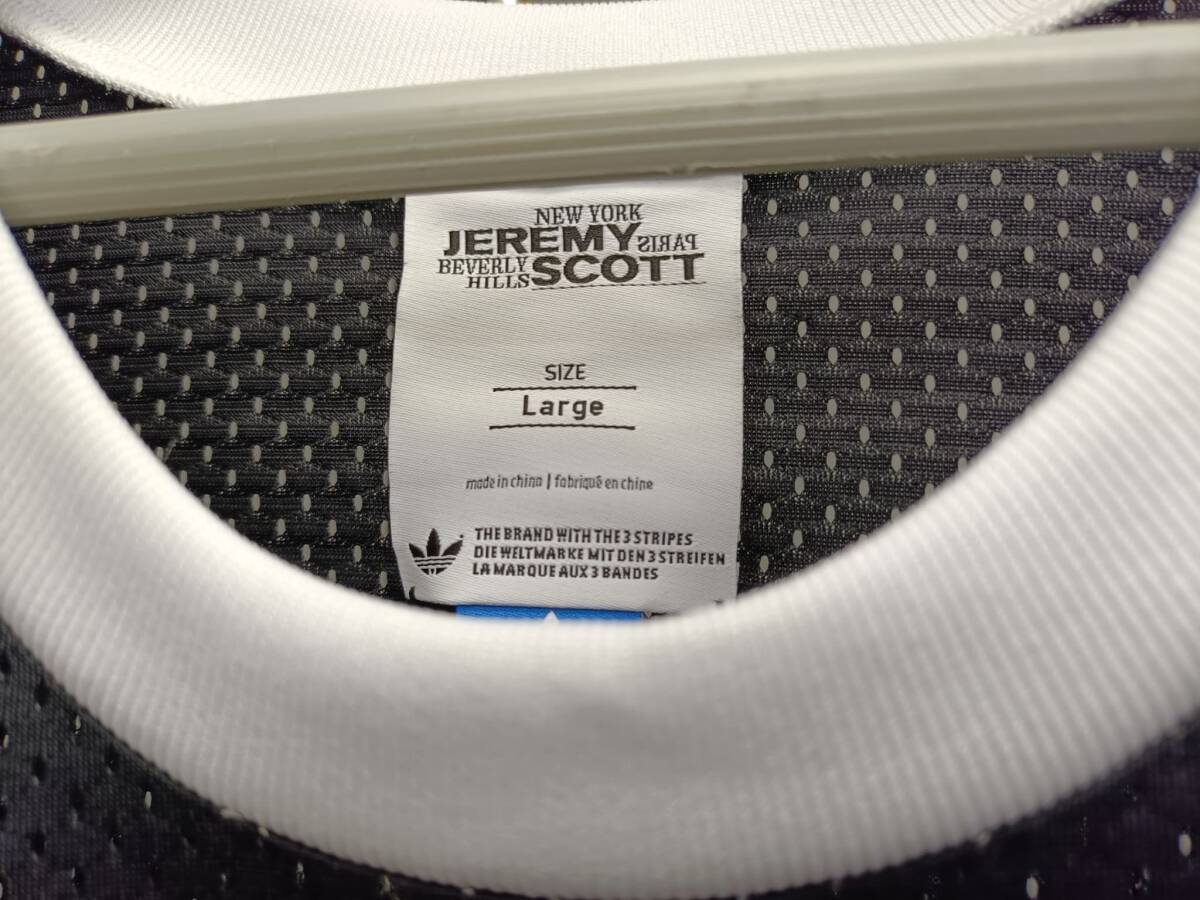 NEW YORK
JEREMY PARIS
BEVERLY HILLS SCOTT
SIZE
Large
made in china | fabriqué en chine
THE BRAND WITH THE 3 STRIPES
DIE WELTMARKE MIT DEN 3 STREIFEN
LA MARQUE AUX 3 BANDES